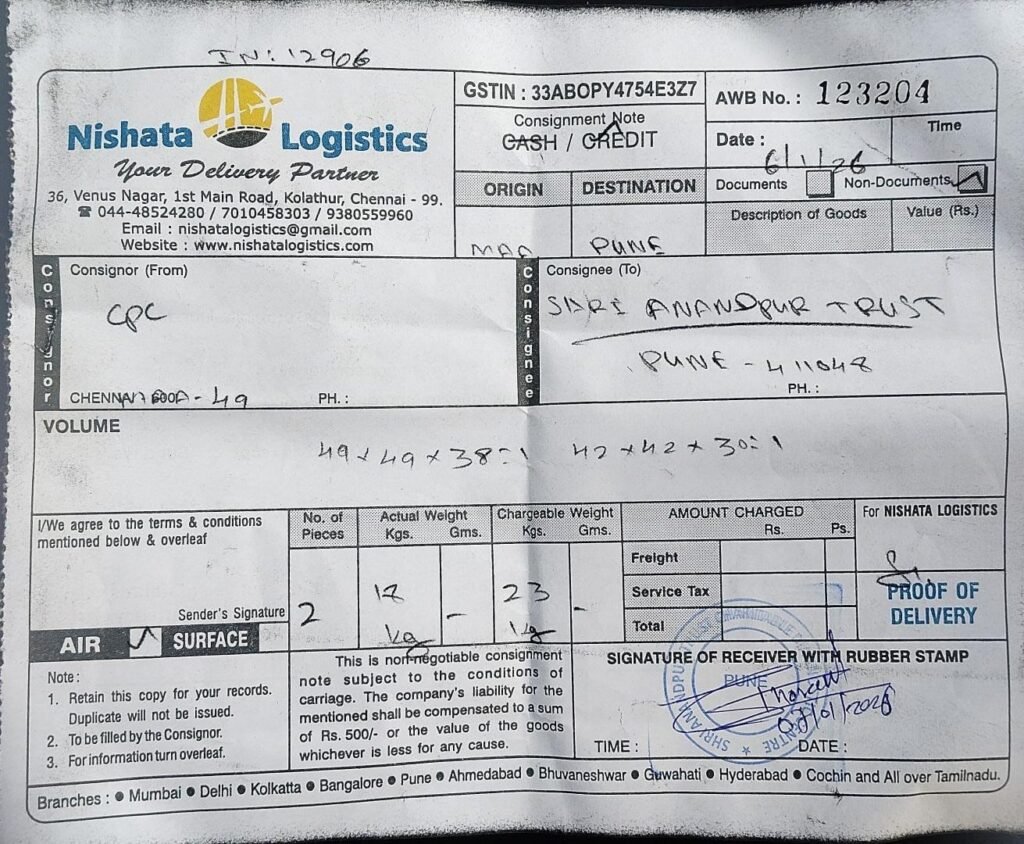 IN: 12906
Nishata Logistics
Your Delivery Partner
36, Venus Nagar, 1st Main Road, Kolathur, Chennai - 99.
☎ 044-48524280 / 7010458303 / 9380559960
Email : nishatalogistics@gmail.com
Website : www.nishatalogistics.com
GSTIN : 33ABOPY4754E3Z7
Consignment Note
CASH / CREDIT
ORIGIN DESTINATION
MAA PUNE
AWB No. : 123204
Date : 6/1/26 Time
Documents Non-Documents
Description of Goods Value (Rs.)
Consignor
Consignor (From)
CPC
CHENNAI - 600 - 49 PH. :
Consignee
Consignee (To)
SHRI ANANDPUR TRUST
PUNE - 411048
PH. :
VOLUME
49 x 49 x 38 = 1 42 x 42 x 30 = 1
I/We agree to the terms & conditions
mentioned below & overleaf
Sender's Signature
AIR SURFACE
No. of Pieces
2
Actual Weight
Kgs. Gms.
18 kg -
Chargeable Weight
Kgs. Gms.
23 kg -
AMOUNT CHARGED
Rs. Ps.
Freight
Service Tax
Total
For NISHATA LOGISTICS
PROOF OF
DELIVERY
Note :
1. Retain this copy for your records.
Duplicate will not be issued.
2. To be filled by the Consignor.
3. For information turn overleaf.
This is non-negotiable consignment
note subject to the conditions of
carriage. The company's liability for the
mentioned shall be compensated to a sum
of Rs. 500/- or the value of the goods
whichever is less for any cause.
SIGNATURE OF RECEIVER WITH RUBBER STAMP
PUNE
TIME : DATE :
Branches : ● Mumbai ● Delhi ● Kolkatta ● Bangalore ● Pune ● Ahmedabad ● Bhuvaneshwar ● Guwahati ● Hyderabad ● Cochin and All over Tamilnadu.